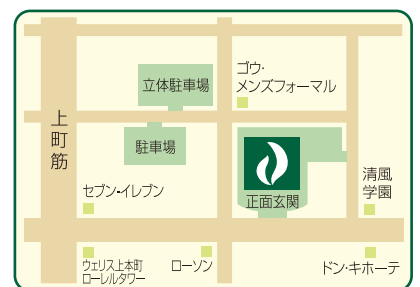 ゴウ・
メンズフォーマル
立体駐車場
上町筋
駐車場
清風
学園
セブン-イレブン
正面玄関
ウェリス上本町
ローレルタワー
ローソン
ドン・キホーテ